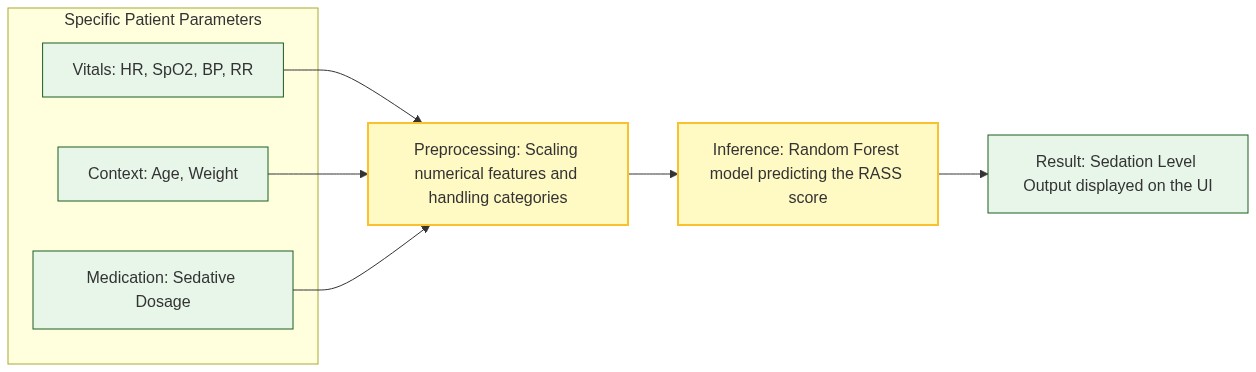 Specific Patient Parameters
Vitals: HR, SpO2, BP, RR
Context: Age, Weight
Medication: Sedative
Dosage
Preprocessing: Scaling
numerical features and
handling categories
Inference: Random Forest
model predicting the RASS
score
Result: Sedation Level
Output displayed on the UI